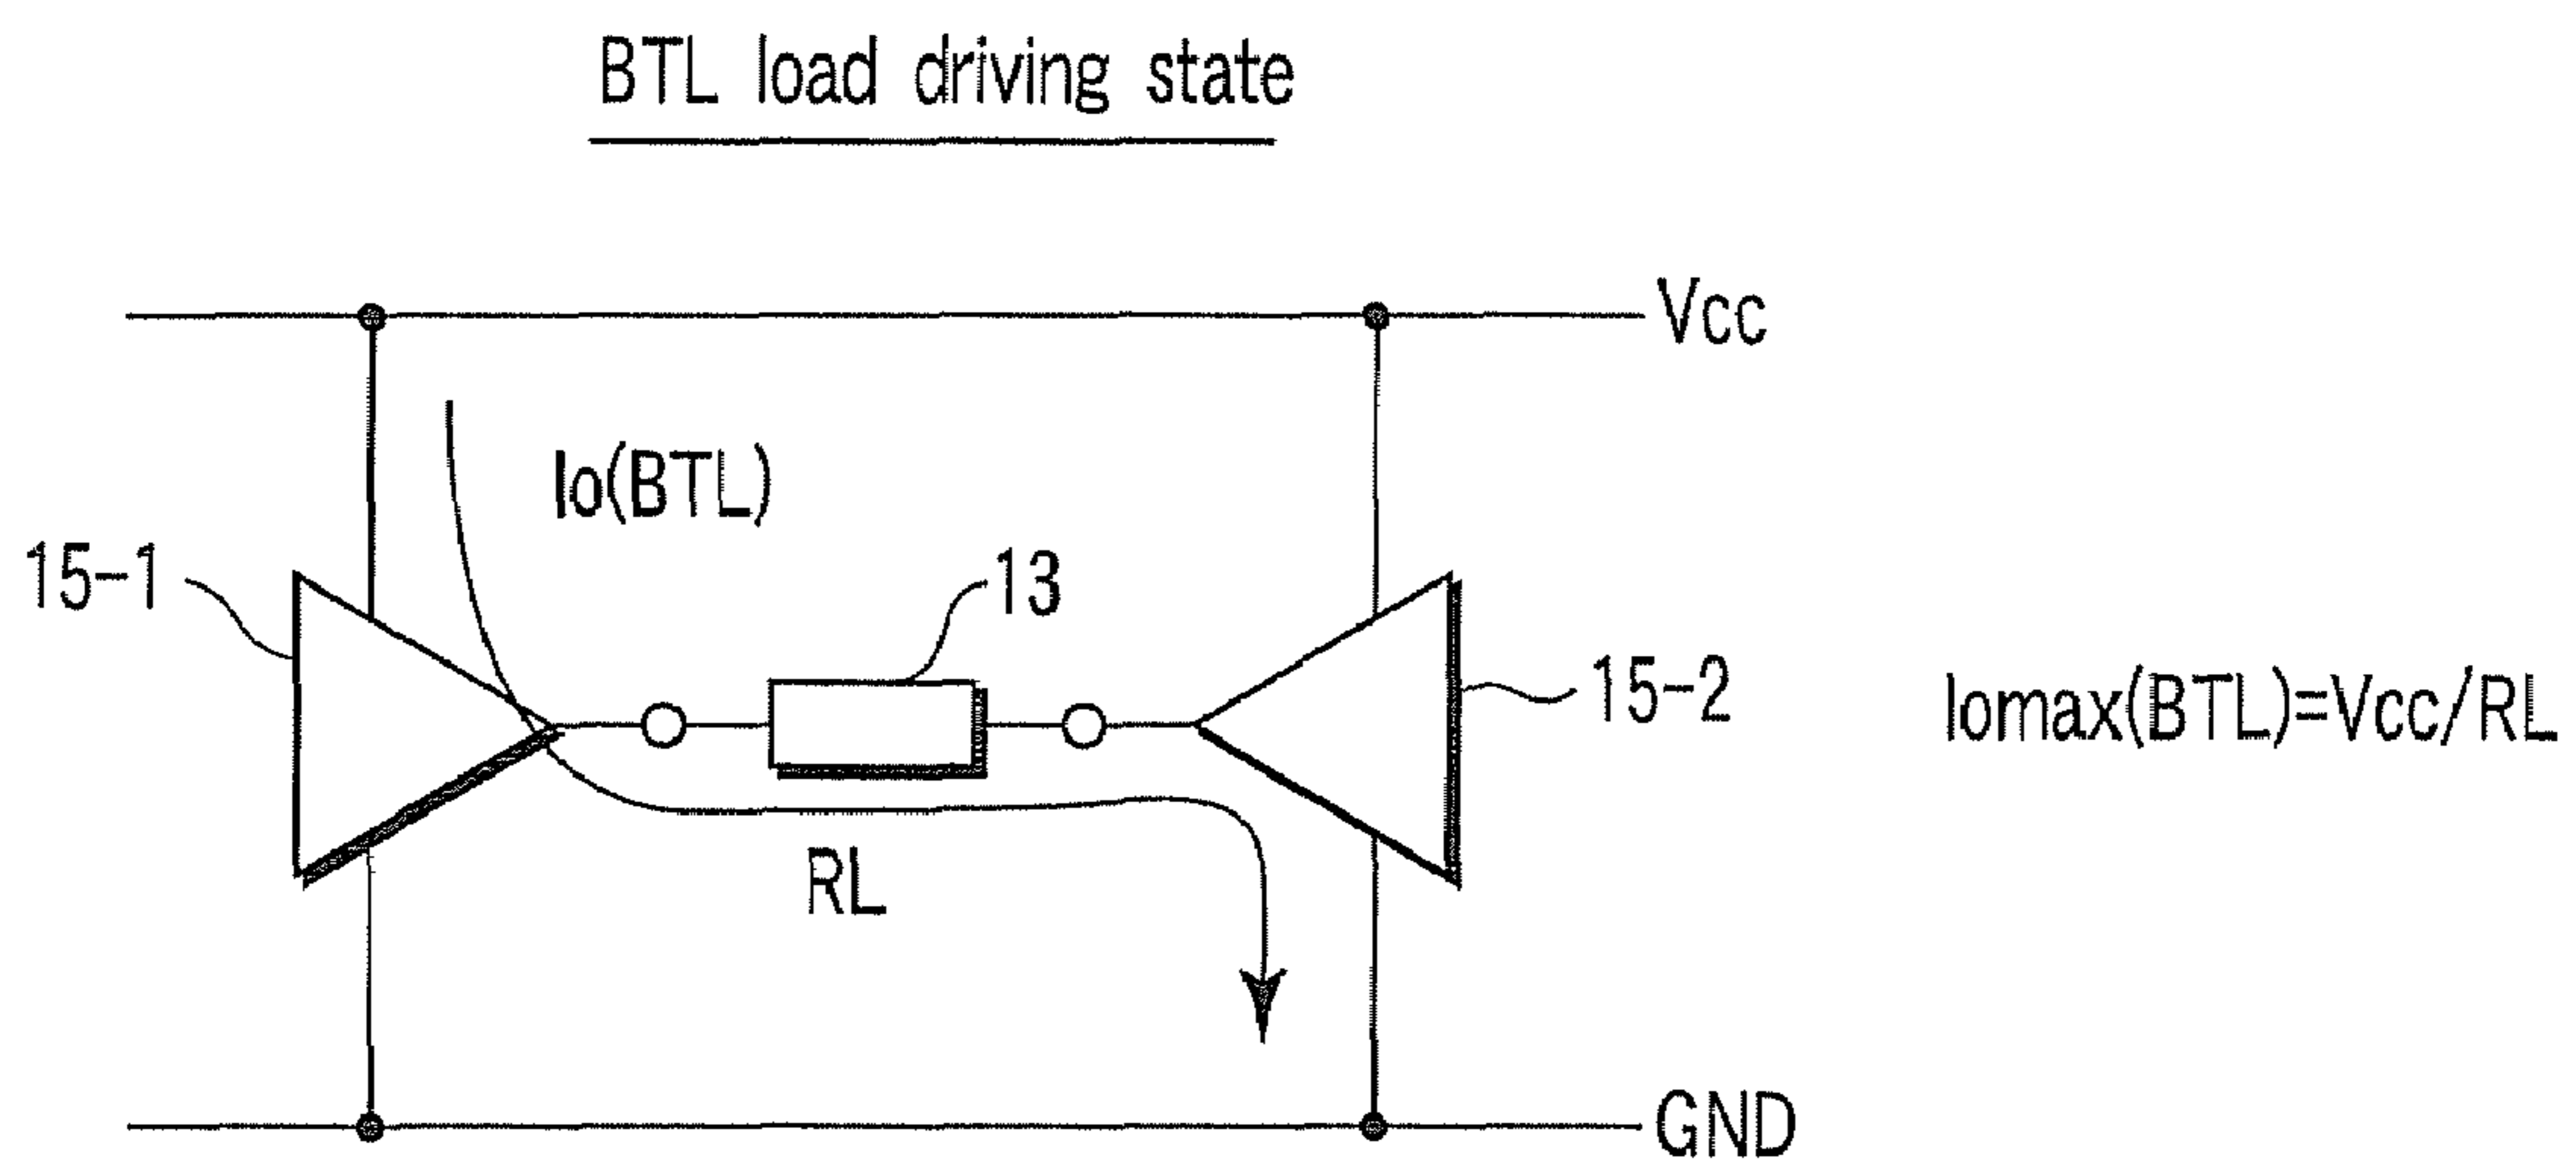 BTL load driving state
Vcc
Io(BTL)
15-1
13
15-2
Iomax(BTL)=Vcc/RL
RL
GND